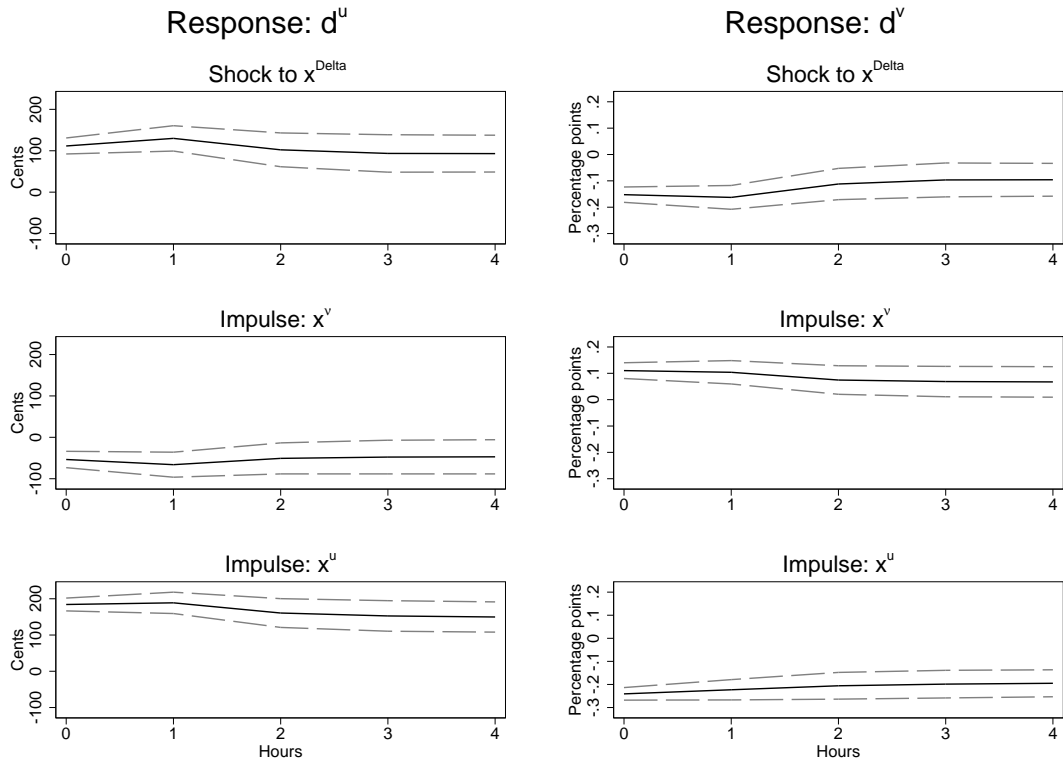 Response: d^u
Shock to x^Delta
Cents
-100 0 100 200
0 1 2 3 4
Impulse: x^ν
Cents
-100 0 100 200
0 1 2 3 4
Impulse: x^u
Cents
-100 0 100 200
0 1 2 3 4
Hours
Response: d^ν
Shock to x^Delta
Percentage points
-.3 -.2 -.1 0 .1 .2
0 1 2 3 4
Impulse: x^ν
Percentage points
-.3 -.2 -.1 0 .1 .2
0 1 2 3 4
Impulse: x^u
Percentage points
-.3 -.2 -.1 0 .1 .2
0 1 2 3 4
Hours